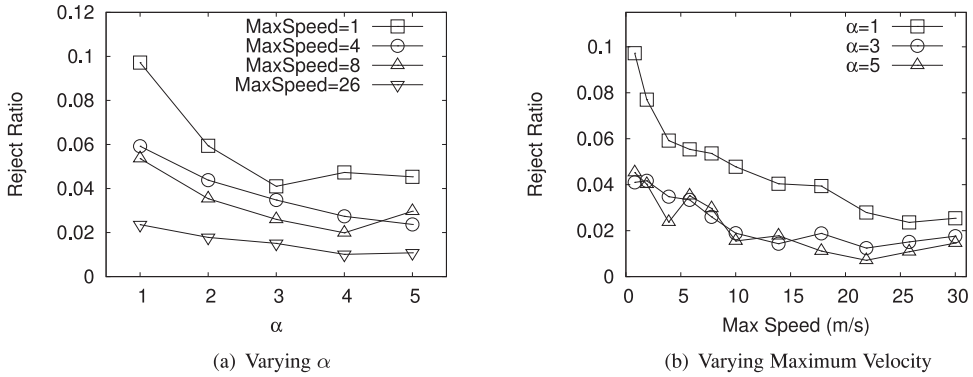 0.12
0.1
0.08
0.06
0.04
0.02
0
Reject Ratio
MaxSpeed=1
MaxSpeed=4
MaxSpeed=8
MaxSpeed=26
1 2 3 4 5
α
(a) Varying α
0.1
0.08
0.06
0.04
0.02
0
Reject Ratio
α=1
α=3
α=5
0 5 10 15 20 25 30
Max Speed (m/s)
(b) Varying Maximum Velocity